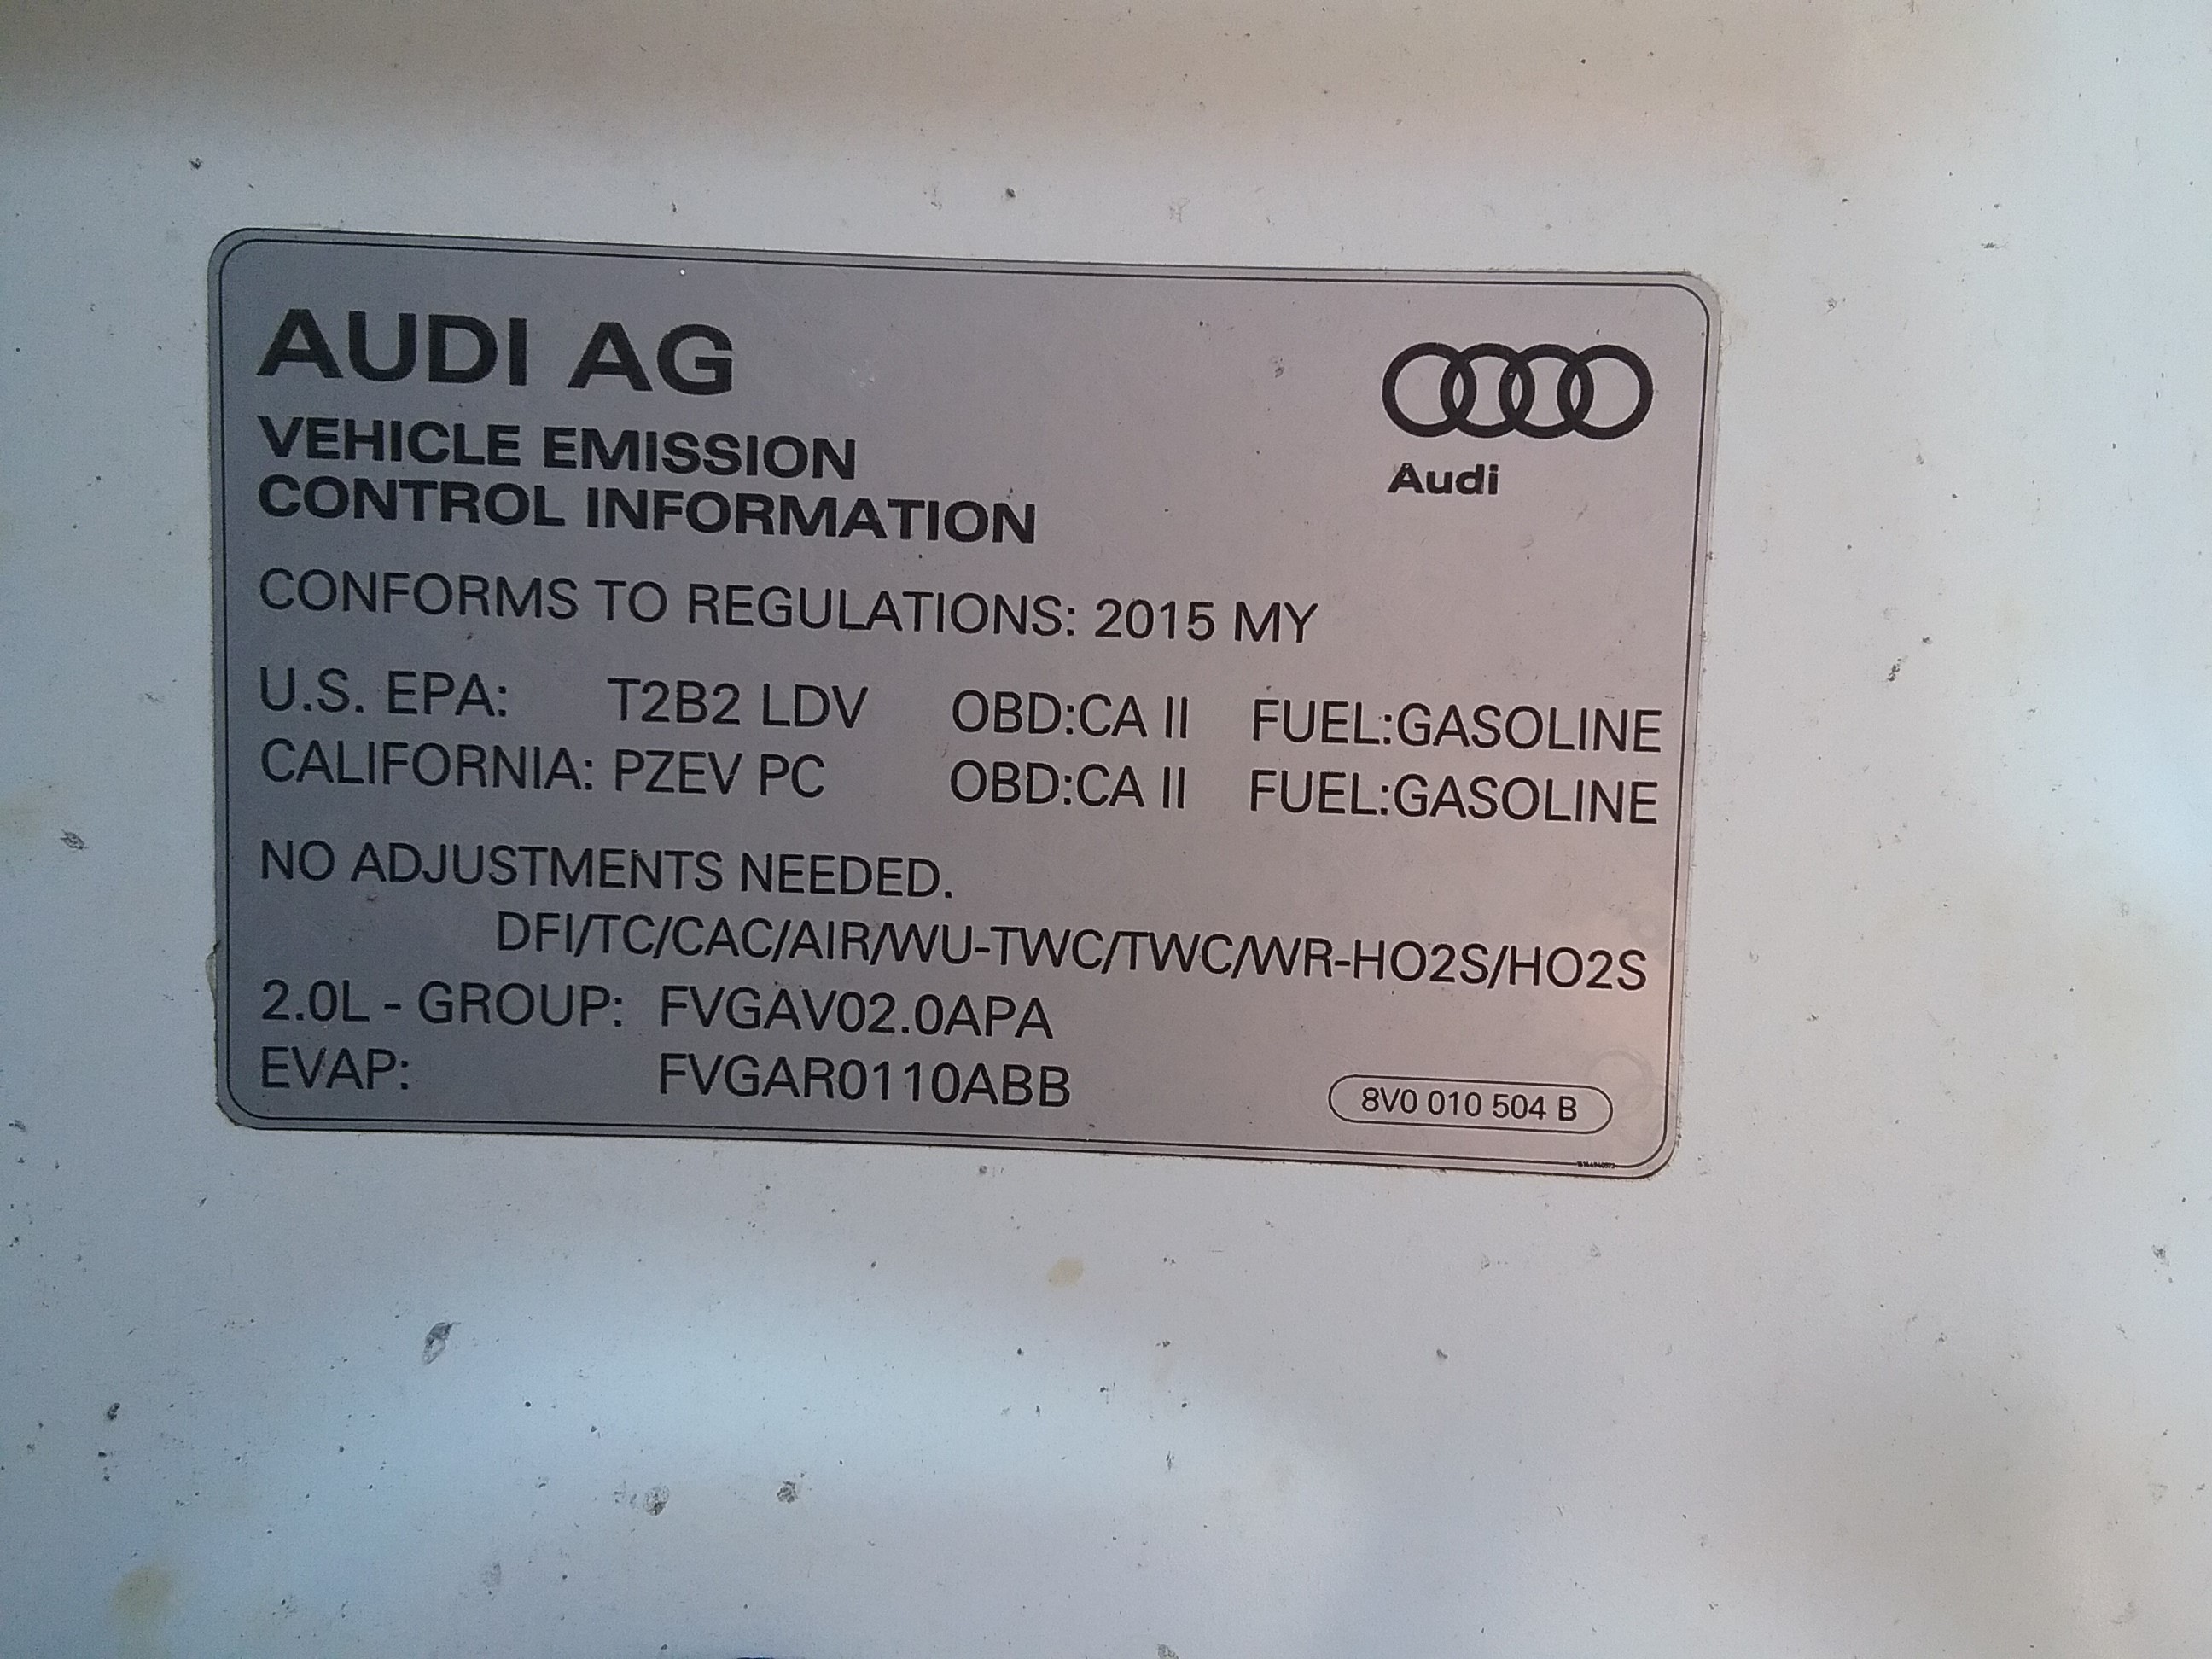 AUDI AG
Audi
VEHICLE EMISSION
CONTROL INFORMATION
CONFORMS TO REGULATIONS: 2015 MY
U.S. EPA: T2B2 LDV OBD:CA II FUEL:GASOLINE
CALIFORNIA: PZEV PC OBD:CA II FUEL:GASOLINE
NO ADJUSTMENTS NEEDED.
DFI/TC/CAC/AIR/WU-TWC/TWC/WR-HO2S/HO2S
2.0L - GROUP: FVGAV02.0APA
EVAP: FVGAR0110ABB
8V0 010 504 B